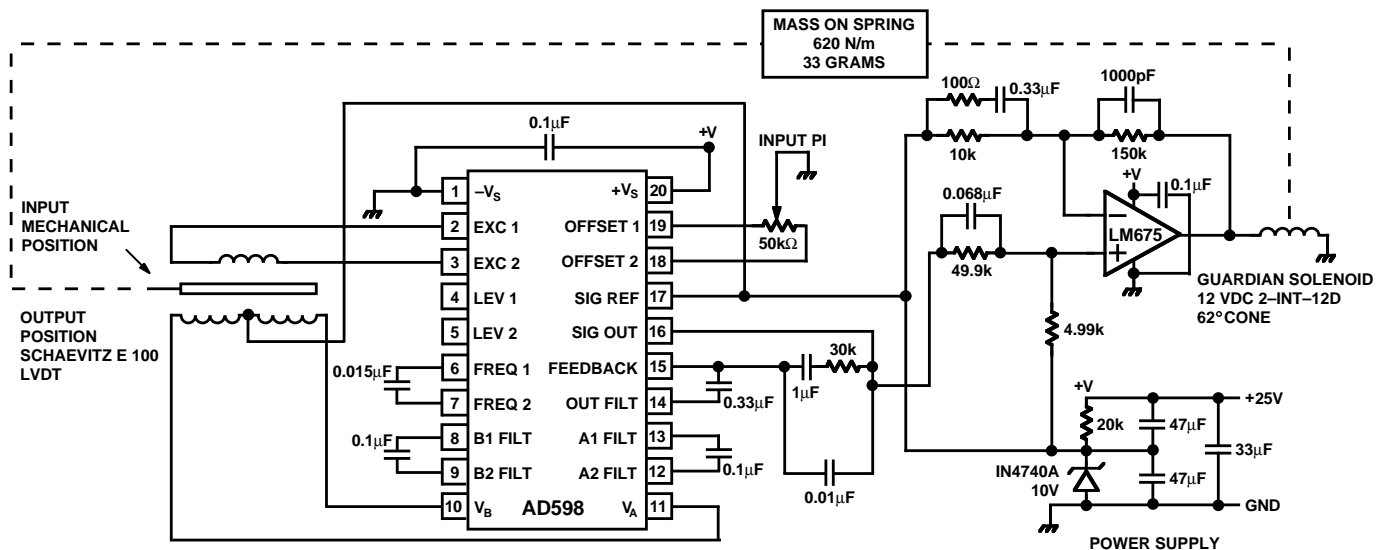 MASS ON SPRING
620 N/m
33 GRAMS
100Ω
0.33µF
1000pF
10k
150k
0.1µF
+V
INPUT PI
50kΩ
+V
0.1µF
LM675
0.068µF
49.9k
4.99k
GUARDIAN SOLENOID
12 VDC 2–INT–12D
62° CONE
INPUT
MECHANICAL
POSITION
OUTPUT
POSITION
SCHAEVITZ E 100
LVDT
1 –VS
+VS 20
2 EXC 1
OFFSET 1 19
3 EXC 2
OFFSET 2 18
4 LEV 1
SIG REF 17
5 LEV 2
SIG OUT 16
6 FREQ 1
FEEDBACK 15
7 FREQ 2
OUT FILT 14
8 B1 FILT
A1 FILT 13
9 B2 FILT
A2 FILT 12
10 VB
VA 11
AD598
0.015µF
0.1µF
30k
1µF
0.33µF
0.1µF
0.01µF
+V
+25V
20k
47µF
33µF
IN4740A
10V
47µF
GND
POWER SUPPLY